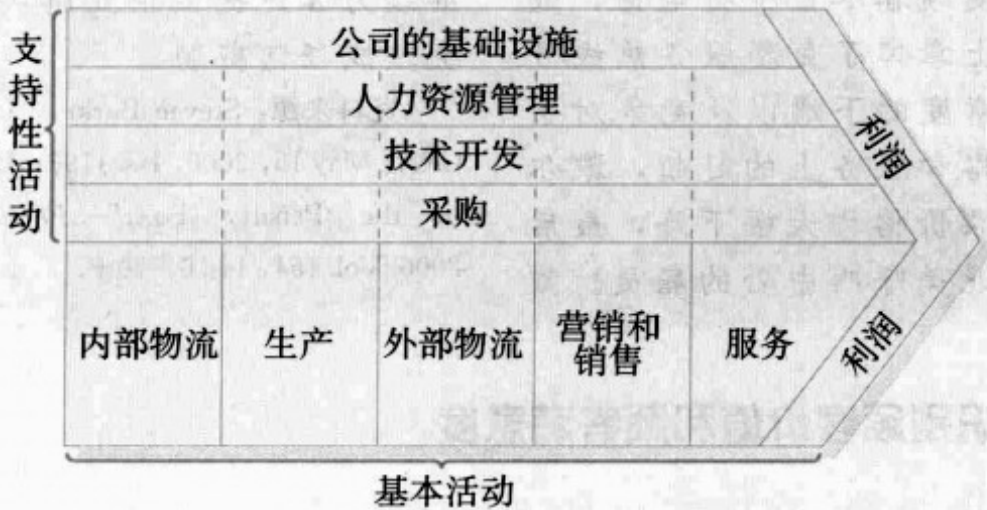 支持性活动
公司的基础设施
人力资源管理
技术开发
采购
利润
内部物流
生产
外部物流
营销和
销售
服务
利润
基本活动